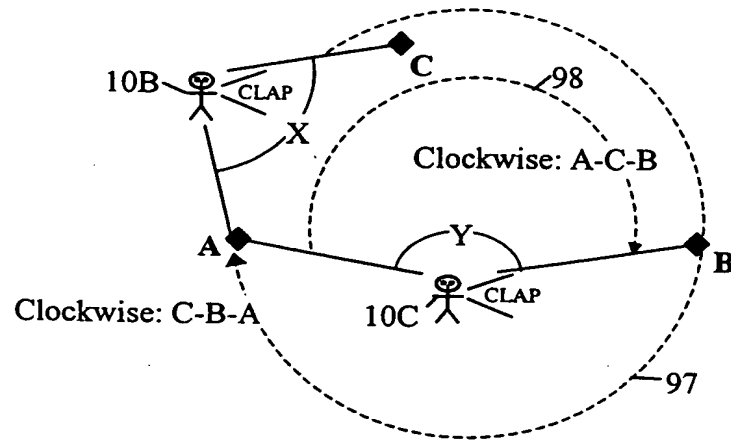 C
98
10B
CLAP
X
Clockwise: A-C-B
Y
A
B
CLAP
10C
Clockwise: C-B-A
97